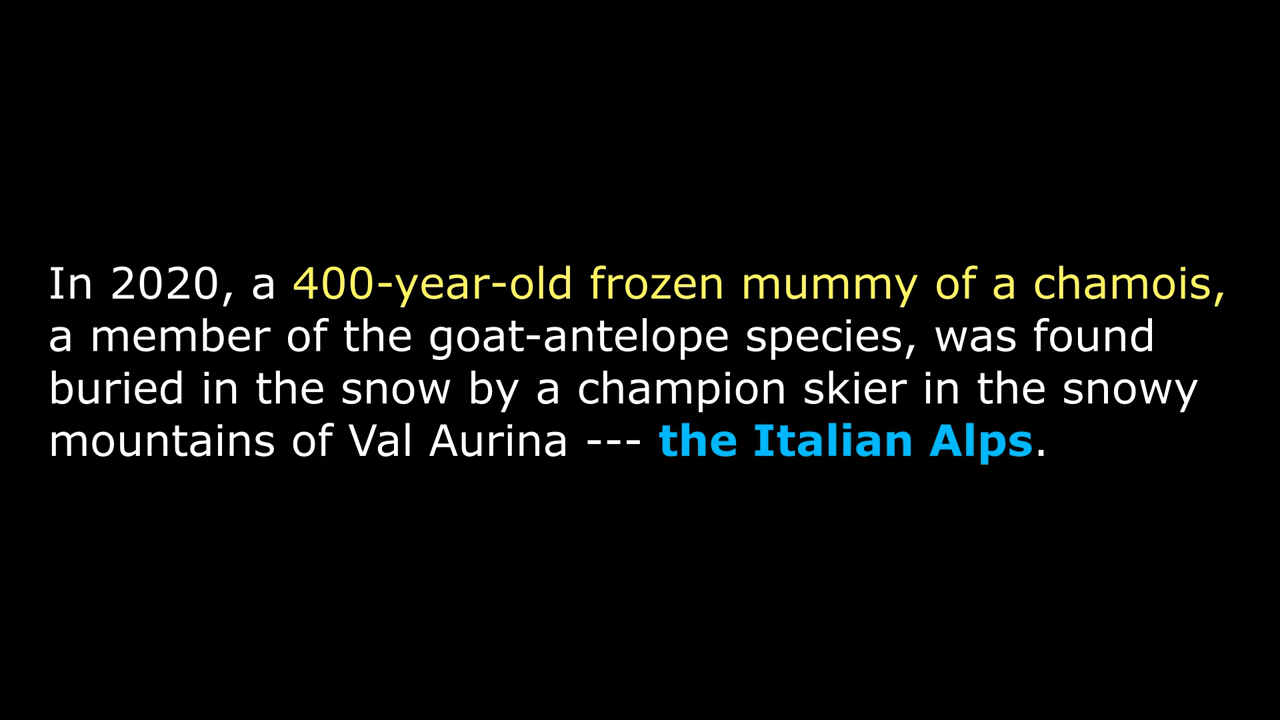 In 2020, a 400-year-old frozen mummy of a chamois,
a member of the goat-antelope species, was found
buried in the snow by a champion skier in the snowy
mountains of Val Aurina --- the Italian Alps.